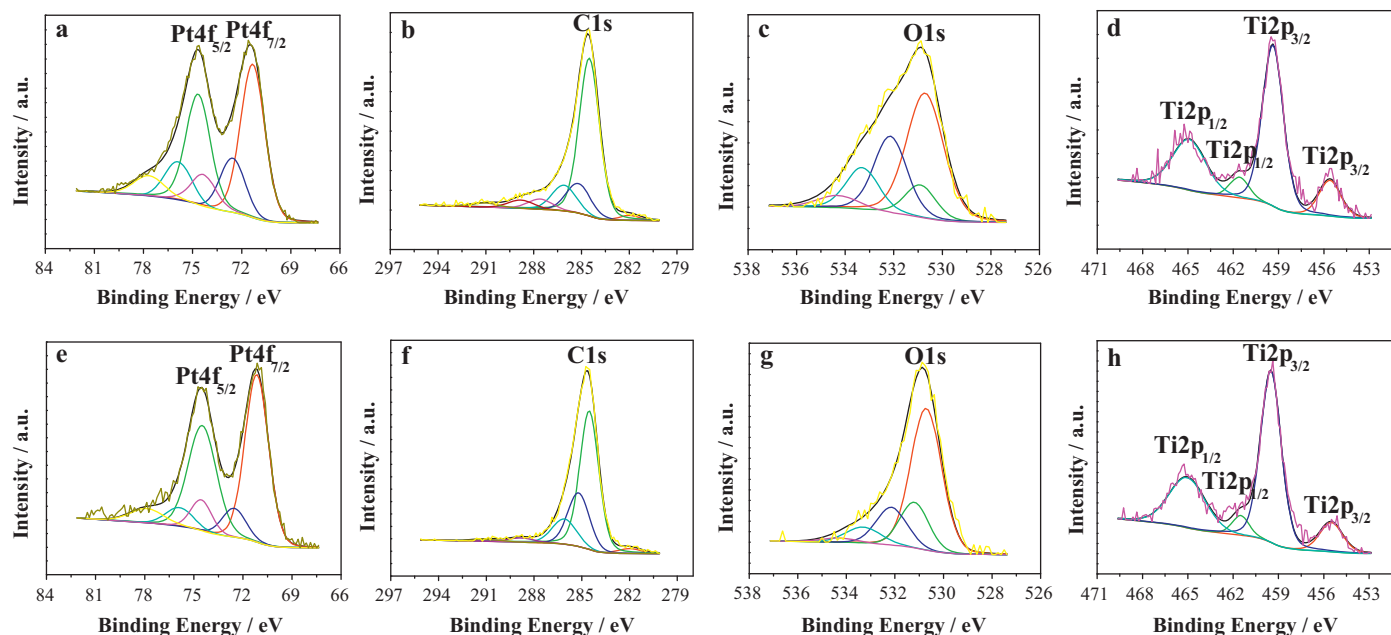 a
Pt4f5/2
Pt4f7/2
Intensity / a.u.
84 81 78 75 72 69 66
Binding Energy / eV
b
C1s
Intensity / a.u.
297 294 291 288 285 282 279
Binding Energy / eV
c
O1s
Intensity / a.u.
538 536 534 532 530 528 526
Binding Energy / eV
d
Ti2p3/2
Ti2p1/2
Ti2p1/2
Ti2p3/2
Intensity / a.u.
471 468 465 462 459 456 453
Binding Energy / eV
e
Pt4f5/2
Pt4f7/2
Intensity / a.u.
84 81 78 75 72 69 66
Binding Energy / eV
f
C1s
Intensity / a.u.
297 294 291 288 285 282 279
Binding Energy / eV
g
O1s
Intensity / a.u.
538 536 534 532 530 528 526
Binding Energy / eV
h
Ti2p3/2
Ti2p1/2
Ti2p1/2
Ti2p3/2
Intensity / a.u.
471 468 465 462 459 456 453
Binding Energy / eV